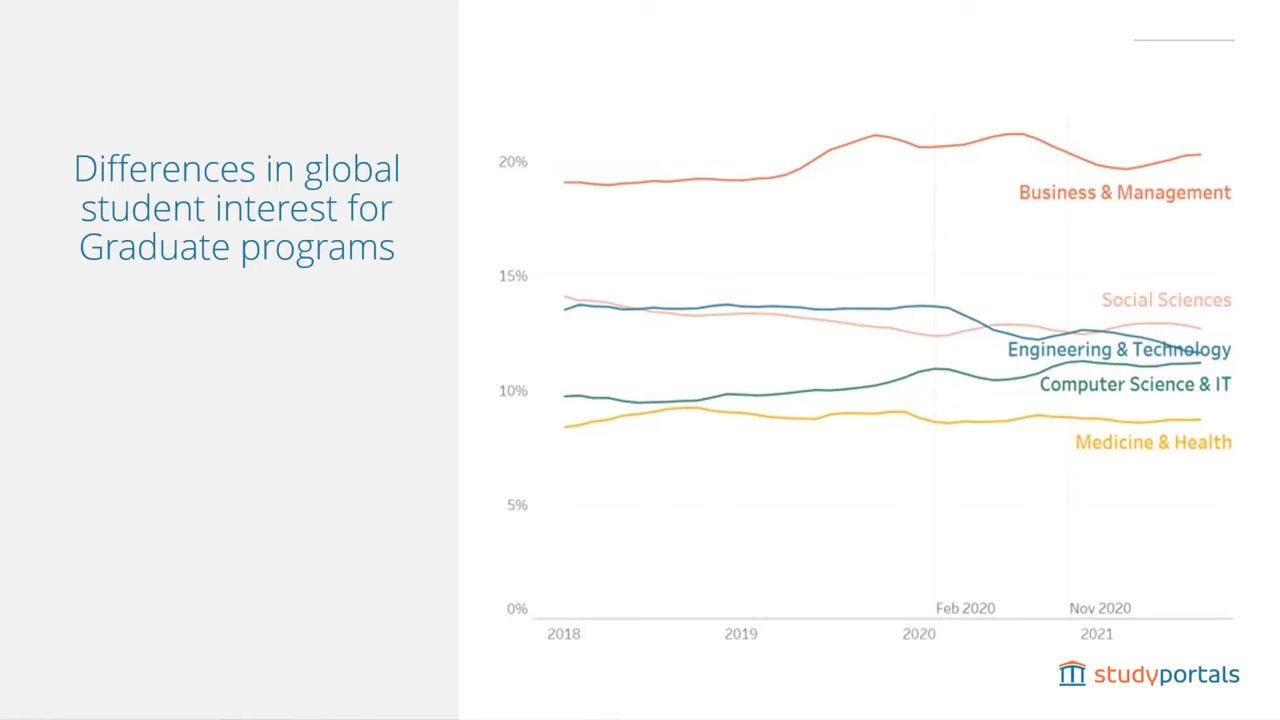 Differences in global
student interest for
Graduate programs
20%
Business & Management
15%
Social Sciences
Engineering & Technology
10%
Computer Science & IT
Medicine & Health
5%
0%
Feb 2020
Nov 2020
2018
2019
2020
2021
studyportals